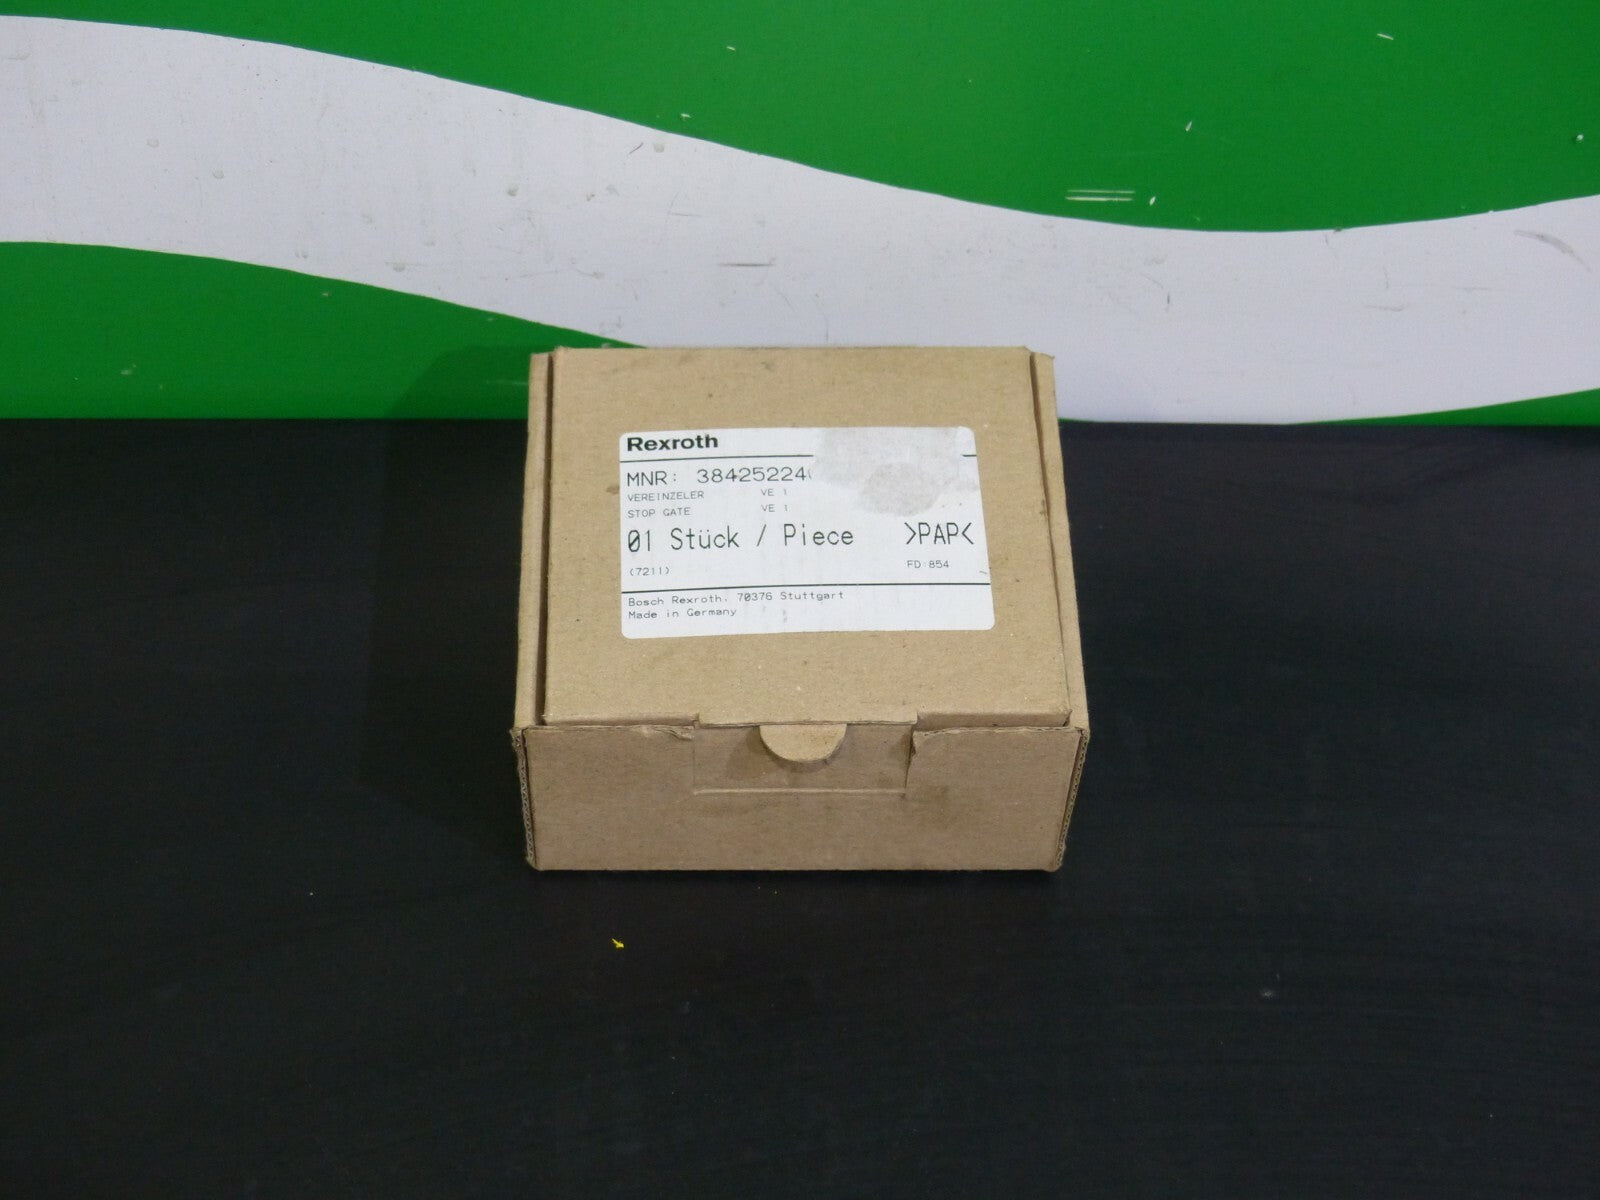 Rexroth
MNR: 384252240
VEREINZELER VE 1
STOP GATE VE 1
01 Stück / Piece >PAP<
(7211) FD:854
Bosch Rexroth. 70376 Stuttgart
Made in Germany